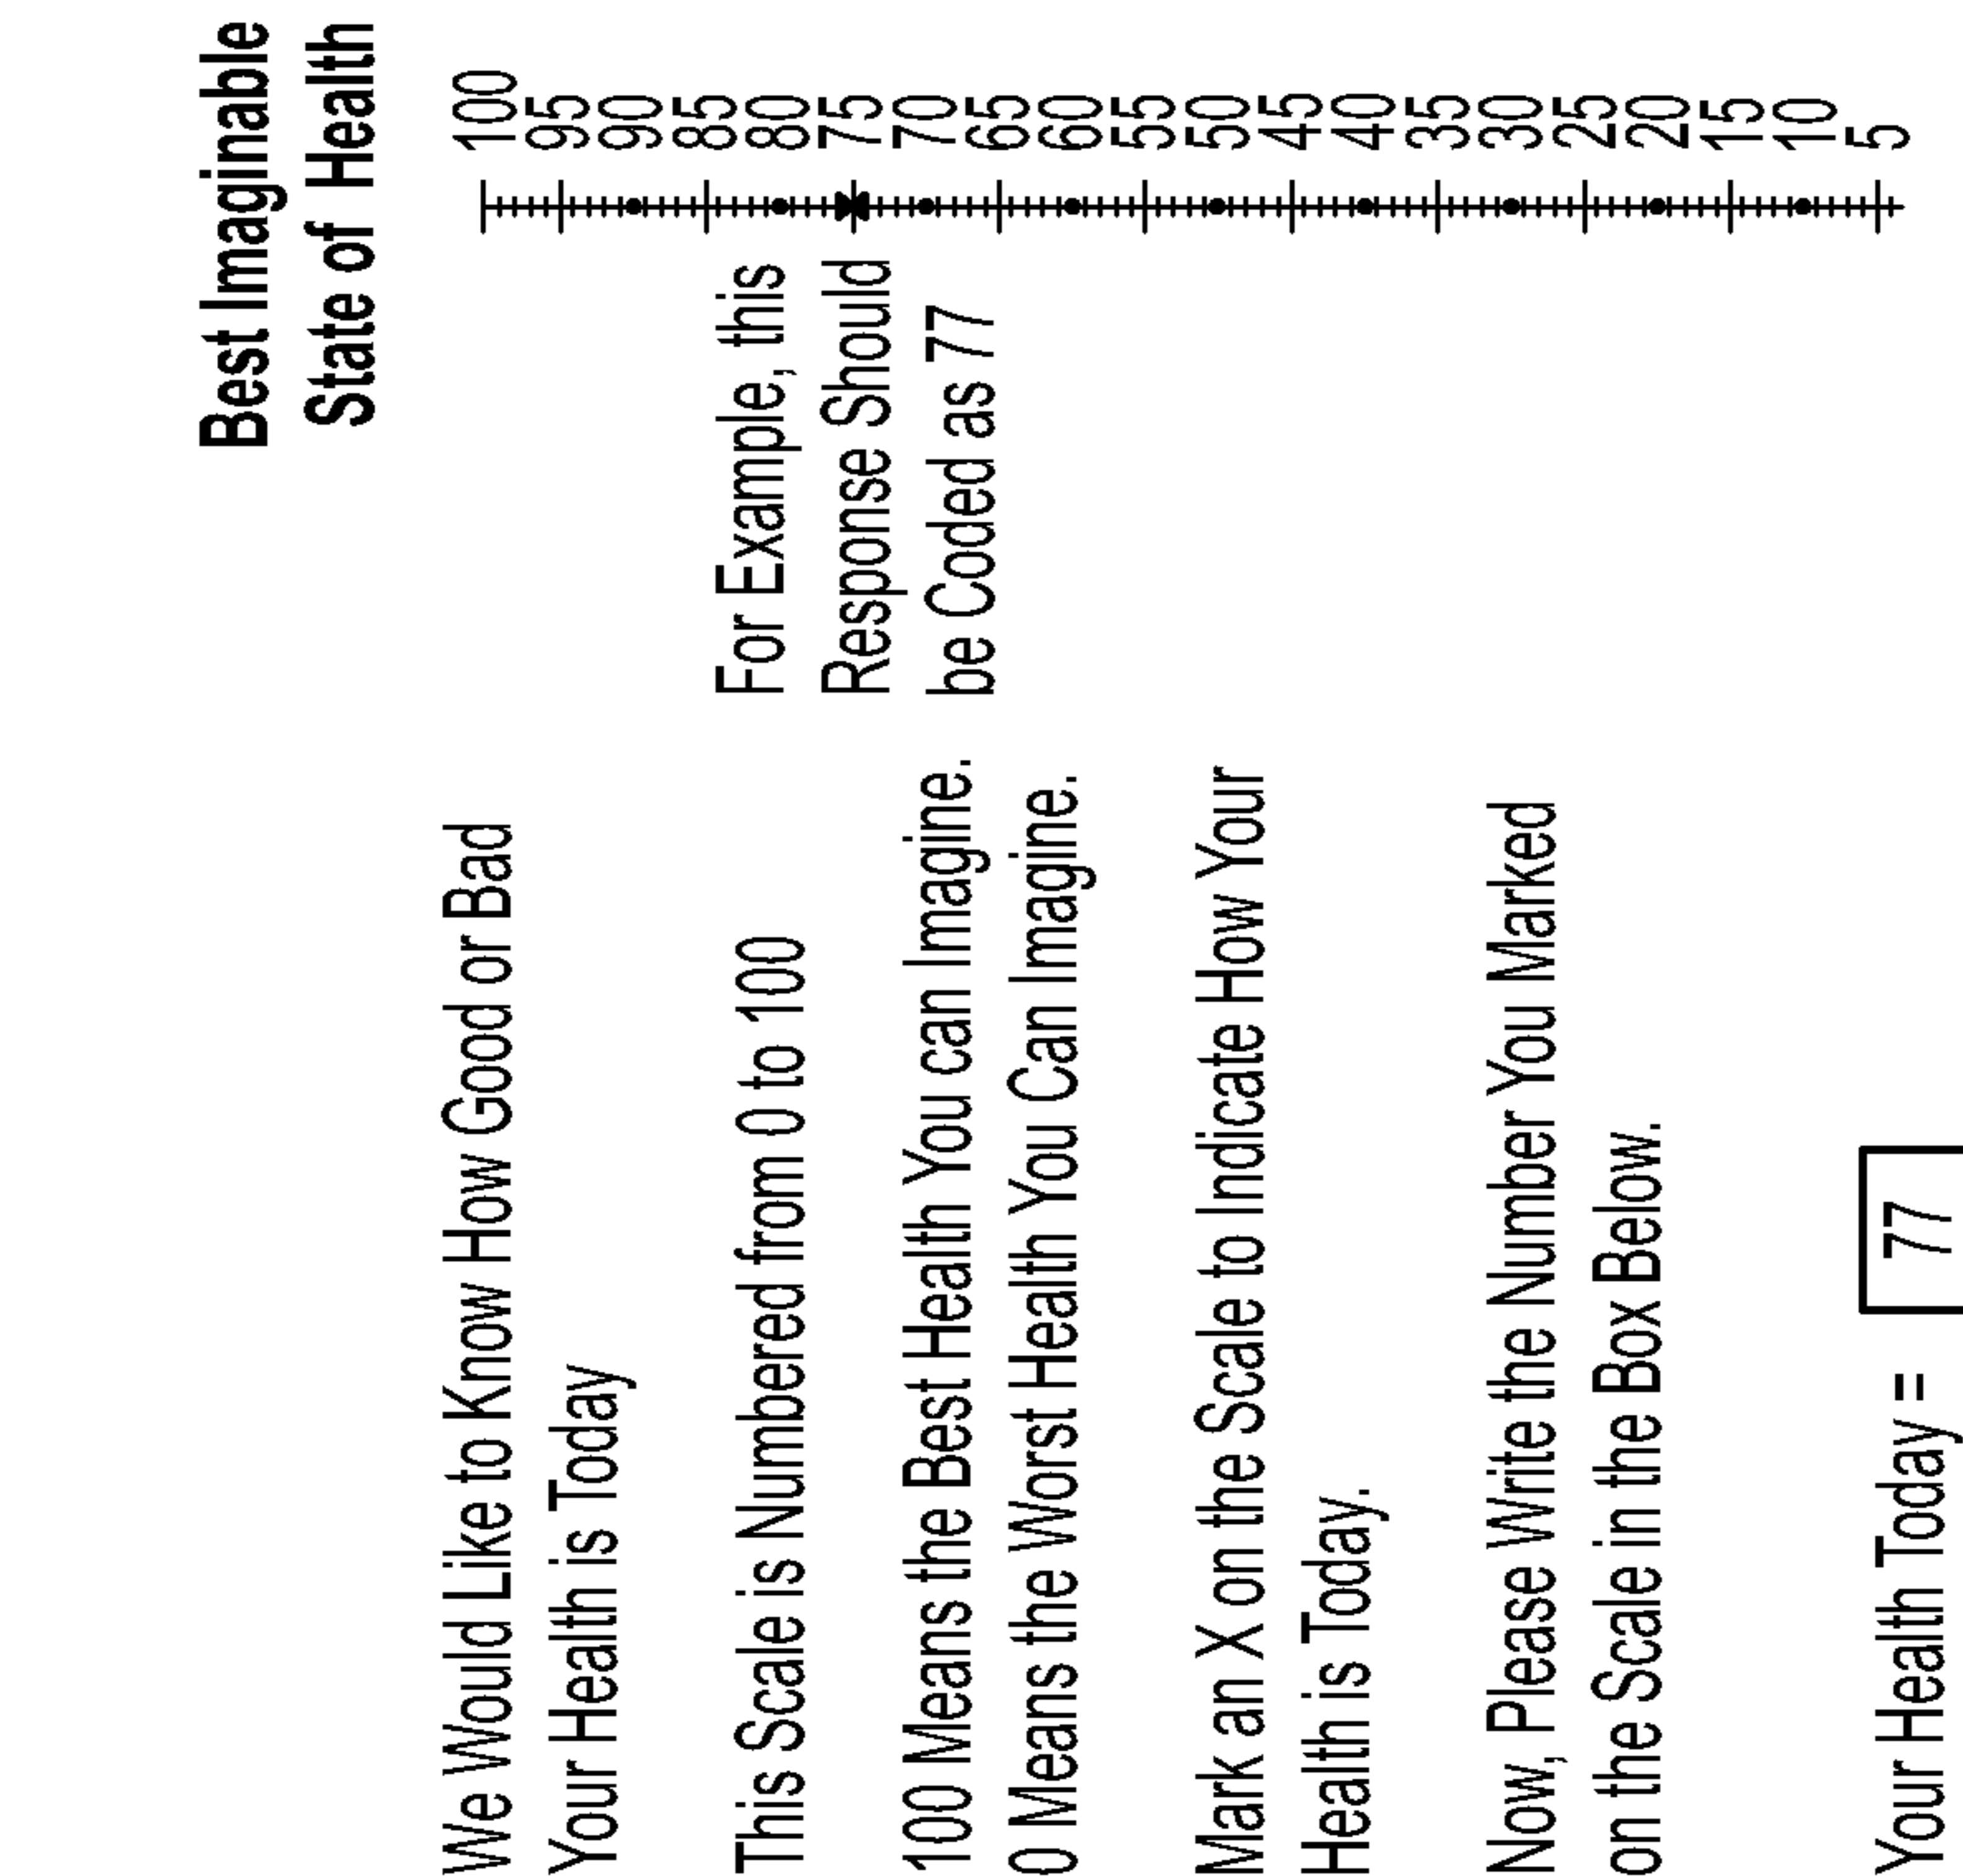 Best Imaginable
State of Health
We Would Like to Know How Good or Bad
Your Health is Today
This Scale is Numbered from 0 to 100
100 Means the Best Health You can Imagine.
0 Means the Worst Health You Can Imagine.
Mark an X on the Scale to Indicate How Your
Health is Today.
Now, Please Write the Number You Marked
on the Scale in the Box Below.
Your Health Today =
77
For Example, this
Response Should
be Coded as 77
100
95
90
85
80
75
70
65
60
55
50
45
40
35
30
25
20
15
10
5